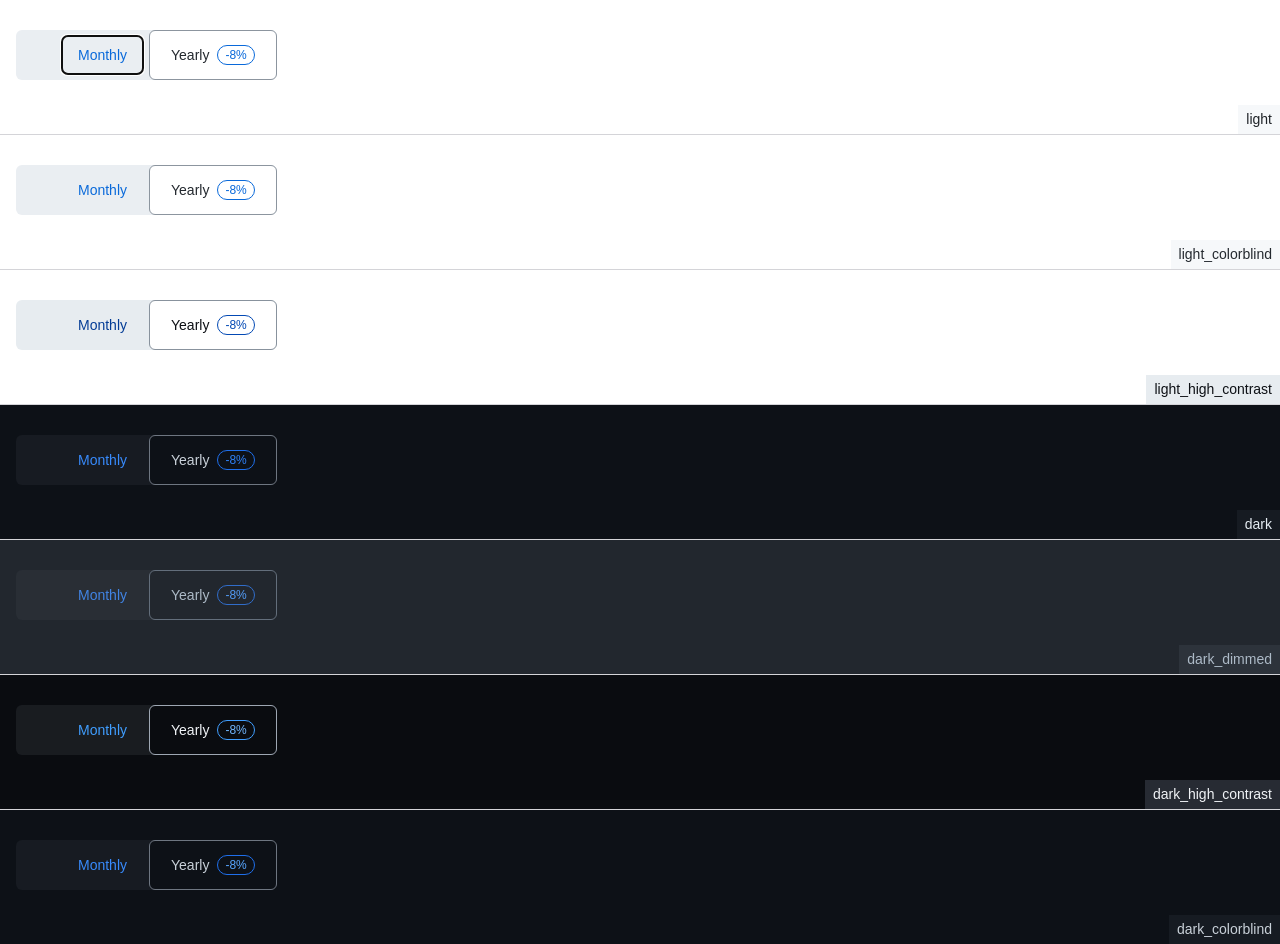 Monthly Yearly -8%
light
Monthly Yearly -8%
light_colorblind
Monthly Yearly -8%
light_high_contrast
Monthly Yearly -8%
dark
Monthly Yearly -8%
dark_dimmed
Monthly Yearly -8%
dark_high_contrast
Monthly Yearly -8%
dark_colorblind